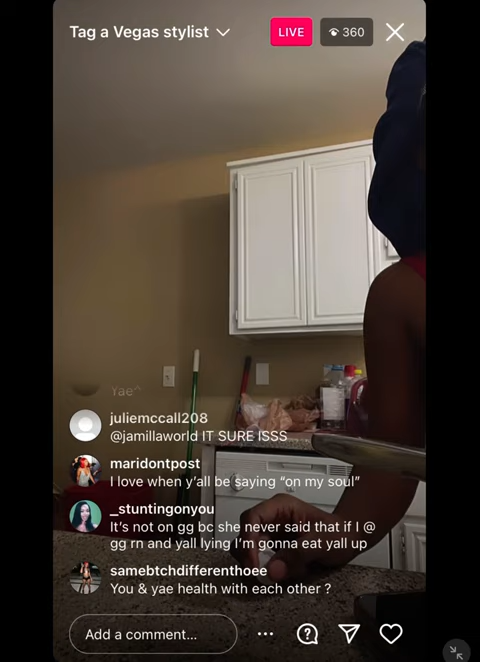 Tag a Vegas stylist
LIVE
360
Yae^
juliemccall208
@jamillaworld IT SURE ISSS
maridontpost
I love when y’all be saying “on my soul”
_stuntingonyou
It’s not on gg bc she never said that if I @
gg rn and yall lying I’m gonna eat yall up
samebtchdifferenthoee
You & yae health with each other ?
Add a comment...